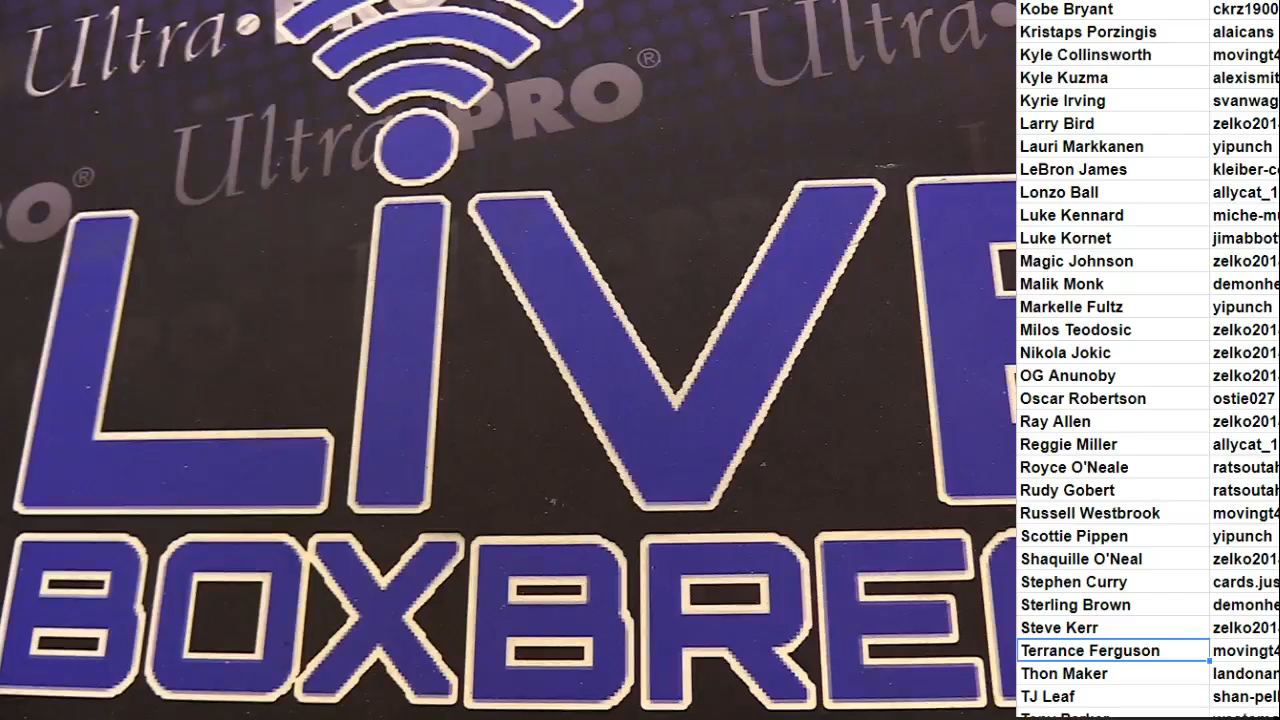 Ultra PRO
Ultra
Ultra PRO®
RO®
LiVE
BOXBRE
Kobe Bryant ckrz1900
Kristaps Porzingis alaicans
Kyle Collinsworth movingt4
Kyle Kuzma alexismit
Kyrie Irving svanwag
Larry Bird zelko201
Lauri Markkanen yipunch
LeBron James kleiber-c
Lonzo Ball allycat_1
Luke Kennard miche-m
Luke Kornet jimabbot
Magic Johnson zelko201
Malik Monk demonhe
Markelle Fultz yipunch
Milos Teodosic zelko201
Nikola Jokic zelko201
OG Anunoby zelko201
Oscar Robertson ostie027
Ray Allen zelko201
Reggie Miller allycat_1
Royce O'Neale ratsoutah
Rudy Gobert ratsoutah
Russell Westbrook movingt4
Scottie Pippen yipunch
Shaquille O'Neal zelko201
Stephen Curry cards.jus
Sterling Brown demonhe
Steve Kerr zelko201
Terrance Ferguson movingt4
Thon Maker landonar
TJ Leaf shan-pel
Tony Parker